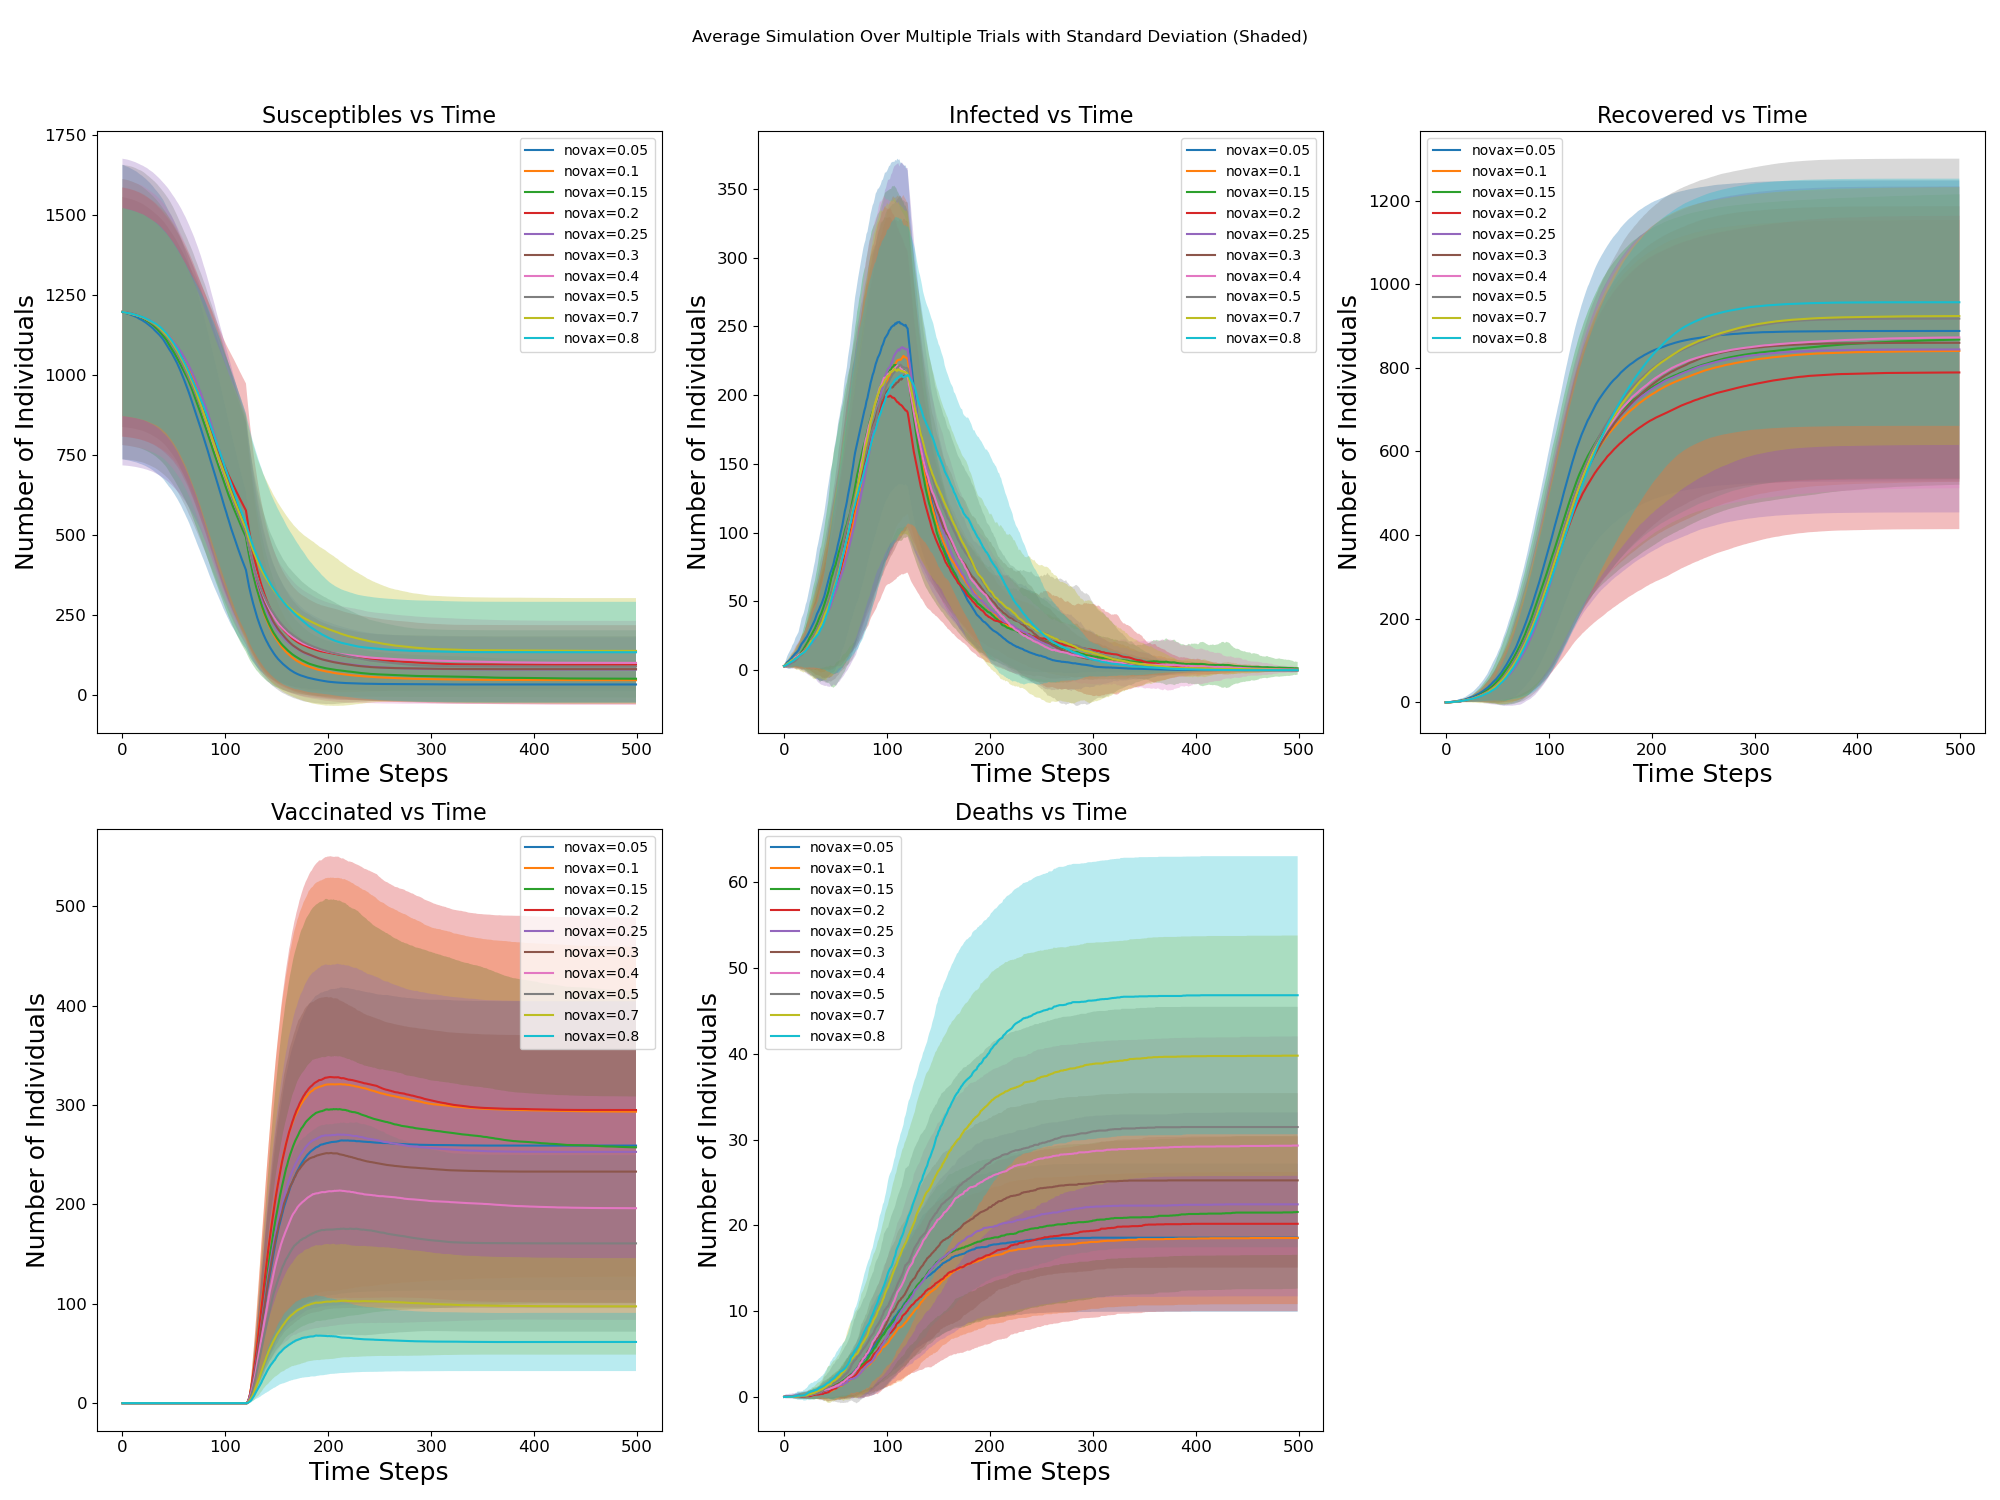 Average Simulation Over Multiple Trials with Standard Deviation (Shaded)
Susceptibles vs Time
Number of Individuals
1750
1500
1250
1000
750
500
250
0
0 100 200 300 400 500
Time Steps
novax=0.05
novax=0.1
novax=0.15
novax=0.2
novax=0.25
novax=0.3
novax=0.4
novax=0.5
novax=0.7
novax=0.8
Infected vs Time
Number of Individuals
350
300
250
200
150
100
50
0
0 100 200 300 400 500
Time Steps
novax=0.05
novax=0.1
novax=0.15
novax=0.2
novax=0.25
novax=0.3
novax=0.4
novax=0.5
novax=0.7
novax=0.8
Recovered vs Time
Number of Individuals
1200
1000
800
600
400
200
0
0 100 200 300 400 500
Time Steps
novax=0.05
novax=0.1
novax=0.15
novax=0.2
novax=0.25
novax=0.3
novax=0.4
novax=0.5
novax=0.7
novax=0.8
Vaccinated vs Time
Number of Individuals
500
400
300
200
100
0
0 100 200 300 400 500
Time Steps
novax=0.05
novax=0.1
novax=0.15
novax=0.2
novax=0.25
novax=0.3
novax=0.4
novax=0.5
novax=0.7
novax=0.8
Deaths vs Time
Number of Individuals
60
50
40
30
20
10
0
0 100 200 300 400 500
Time Steps
novax=0.05
novax=0.1
novax=0.15
novax=0.2
novax=0.25
novax=0.3
novax=0.4
novax=0.5
novax=0.7
novax=0.8